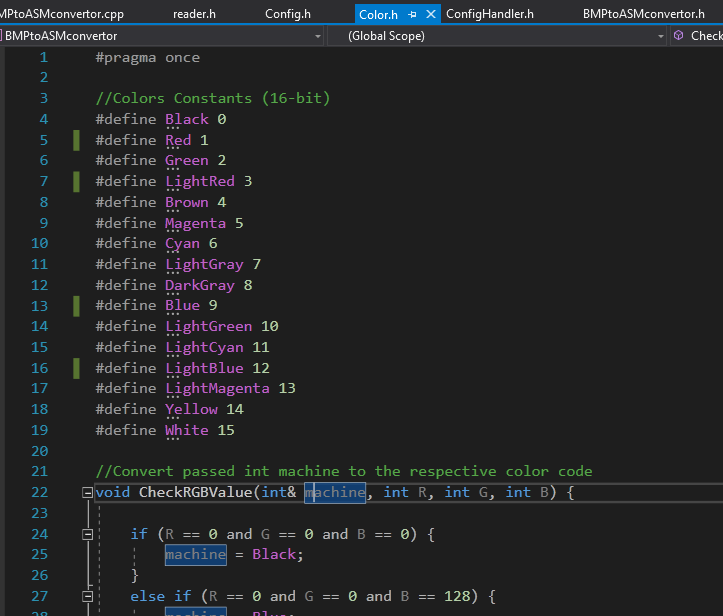 MPtoASMconvertor.cpp reader.h Config.h Color.h ConfigHandler.h BMPtoASMconvertor.h
BMPtoASMconvertor (Global Scope) Check
1 #pragma once
2
3 //Colors Constants (16-bit)
4 #define Black 0
5 #define Red 1
6 #define Green 2
7 #define LightRed 3
8 #define Brown 4
9 #define Magenta 5
10 #define Cyan 6
11 #define LightGray 7
12 #define DarkGray 8
13 #define Blue 9
14 #define LightGreen 10
15 #define LightCyan 11
16 #define LightBlue 12
17 #define LightMagenta 13
18 #define Yellow 14
19 #define White 15
20
21 //Convert passed int machine to the respective color code
22 void CheckRGBValue(int& machine, int R, int G, int B) {
23
24 if (R == 0 and G == 0 and B == 0) {
25 machine = Black;
26 }
27 else if (R == 0 and G == 0 and B == 128) {
28 machine = Blue;